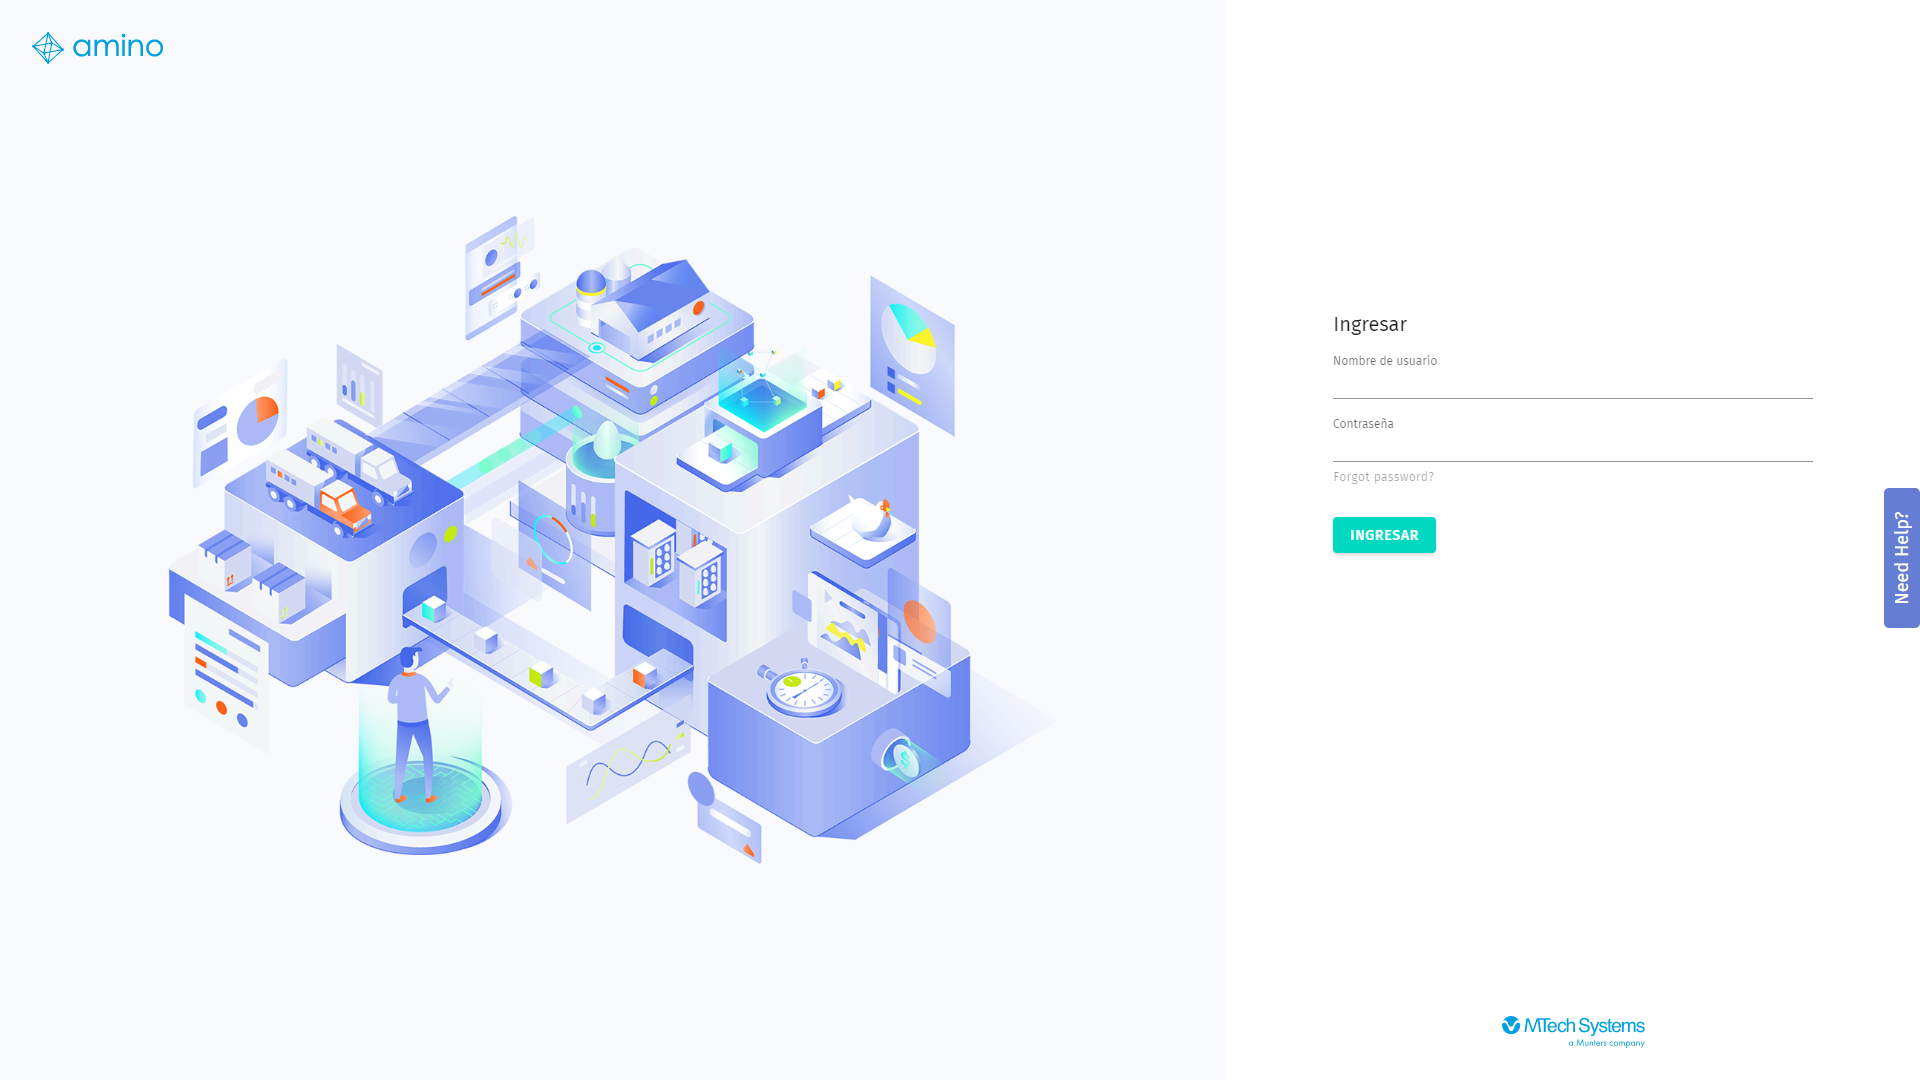 amino
Ingresar
Nombre de usuario
Contraseña
Forgot password?
INGRESAR
Need Help?
MTech Systems
a Munters company